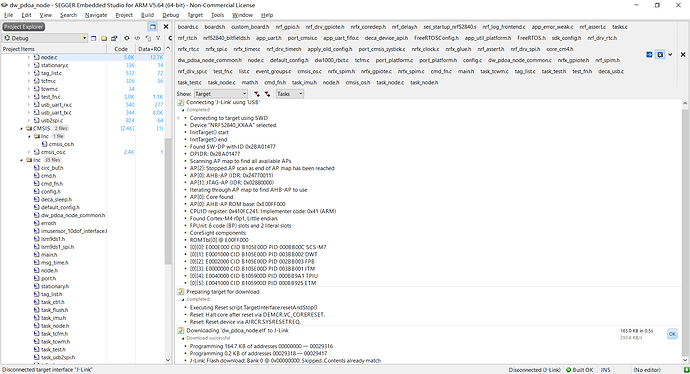 dw_pdoa_node - SEGGER Embedded Studio for ARM V5.64 (64-bit) - Non-Commercial License
File Edit View Search Navigate Project Build Debug Target Tools Window Help
Project Explorer
Debug
Project Items Code Data+RO
node.c 5.0K 12.7K
stationary.c 336 14
tag_list.c 532 72
tcfm.c 326 56
tcwm.c 34
test_fn.c 3.0K 1.1K
usb_uart_rx.c 540 277
usb_uart_tx.c 344 8.0K
usb2spi.c 824 64
CMSIS 2 files [2.4K] [1]
Inc 1 file
cmsis_os.h
cmsis_os.c 2.4K 1
Inc 35 files
circ_buf.h
cmd.h
cmd_fn.h
config.h
deca_sleep.h
default_config.h
dw_pdoa_node_common.h
error.h
imusensor_10dof_interface.h
lsm9ds1.h
lsm9ds1_spi.h
main.h
msg_time.h
node.h
port.h
stationary.h
tag_list.h
task_ctrl.h
task_flush.h
task_imu.h
task_node.h
task_tcfm.h
task_tcwm.h
task_test.h
task_usb2spi.h
boards.c boards.h custom_board.h nrf_gpio.h nrf_drv_gpiote.h nrfx_coredep.h nrf_delay.h ses_startup_nrf52840.s nrf_log_frontend.c app_error_weak.c nrf_assert.c nrf_drv_uart.h
nrf_rtc.h nrf52840_bitfields.h app_uart.h port_cmsis.c app_uart_fifo.c deca_device_api.h FreeRTOSConfig.h app_util_platform.h FreeRTOS.h sdk_config.h nrf_drv_rtc.h
nrfx_rtc.c nrfx_rtc.h nrfx_spi.c nrfx_timer.c nrf_drv_timer.h apply_old_config.h port_cmsis_systick.c nrfx_clock.c nrfx_glue.h nrf_assert.h nrf_drv_spi.h core_cm4.h
dw_pdoa_node_common.c node.c default_config.h dw1000_rbxt.c tcfm.c port_platform.c port_platform.h config.c dw_pdoa_node_common.c nrfx_gpiote.h nrf_spim.h
nrf_drv_spi.c test_fn.c list.c event_groups.c cmsis_os.c cmsis_os.h nrfx_spim.h nrfx_gpiote.c nrfx_spim.c cmd_fn.c main.h task_tcwm.c tag_list.c task_test.c test_fn.h deca_usb.c
task_test.c task_node.c math.h cmd_fn.h cmd.h task_imu.c task_node.h task_tcfm.h task_imu.h node.h cmsis_os.h task_flush.h
Show: Target Tasks
Connecting 'J-Link' using 'USB'
Completed
Connecting to target using SWD
Device "NRF52840_XXAA" selected.
InitTarget() start
InitTarget() end
Found SW-DP with ID 0x2BA01477
DPIDR: 0x2BA01477
Scanning AP map to find all available APs
AP[2]: Stopped AP scan as end of AP map has been reached
AP[0]: AHB-AP (IDR: 0x24770011)
AP[1]: JTAG-AP (IDR: 0x02880000)
Iterating through AP map to find AHB-AP to use
AP[0]: Core found
AP[0]: AHB-AP ROM base: 0xE00FF000
CPUID register: 0x410FC241. Implementer code: 0x41 (ARM)
Found Cortex-M4 r0p1, Little endian.
FPUnit: 6 code (BP) slots and 2 literal slots
CoreSight components:
ROMTbl[0] @ E00FF000
[0][0]: E000E000 CID B105E00D PID 000BB00C SCS-M7
[0][1]: E0001000 CID B105E00D PID 003BB002 DWT
[0][2]: E0002000 CID B105E00D PID 002BB003 FPB
[0][3]: E0000000 CID B105E00D PID 003BB001 ITM
[0][4]: E0040000 CID B105900D PID 000BB9A1 TPIU
[0][5]: E0041000 CID B105900D PID 000BB925 ETM
Preparing target for download
Completed
Executing Reset script TargetInterface.resetAndStop()
Reset: Halt core after reset via DEMCR.VC_CORERESET.
Reset: Reset device via AIRCR.SYSRESETREQ.
Downloading 'dw_pdoa_node.elf' to J-Link 165.0 KB in 0.5s OK
Download successful 293.6 KB/s
Programming 164.7 KB of addresses 00000000 — 00029316
Programming 0.2 KB of addresses 00029318 — 00029417
J-Link: Flash download: Bank 0 @ 0x00000000: Skipped. Contents already match
Disconnected target interface "J-Link" Disconnected (J-Link) Built OK INS (No editor) R